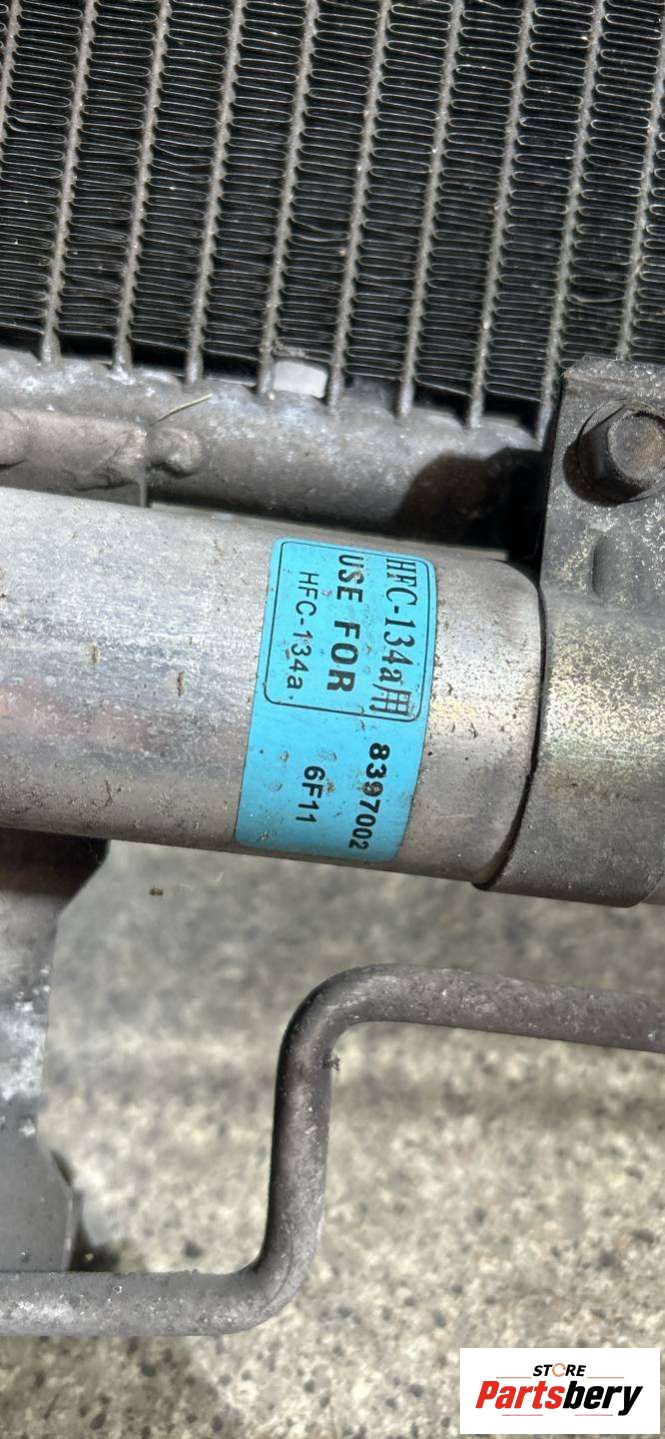 HFC-134a用
USE FOR
HFC-134a
8397002
6F11
STORE
Partsbery